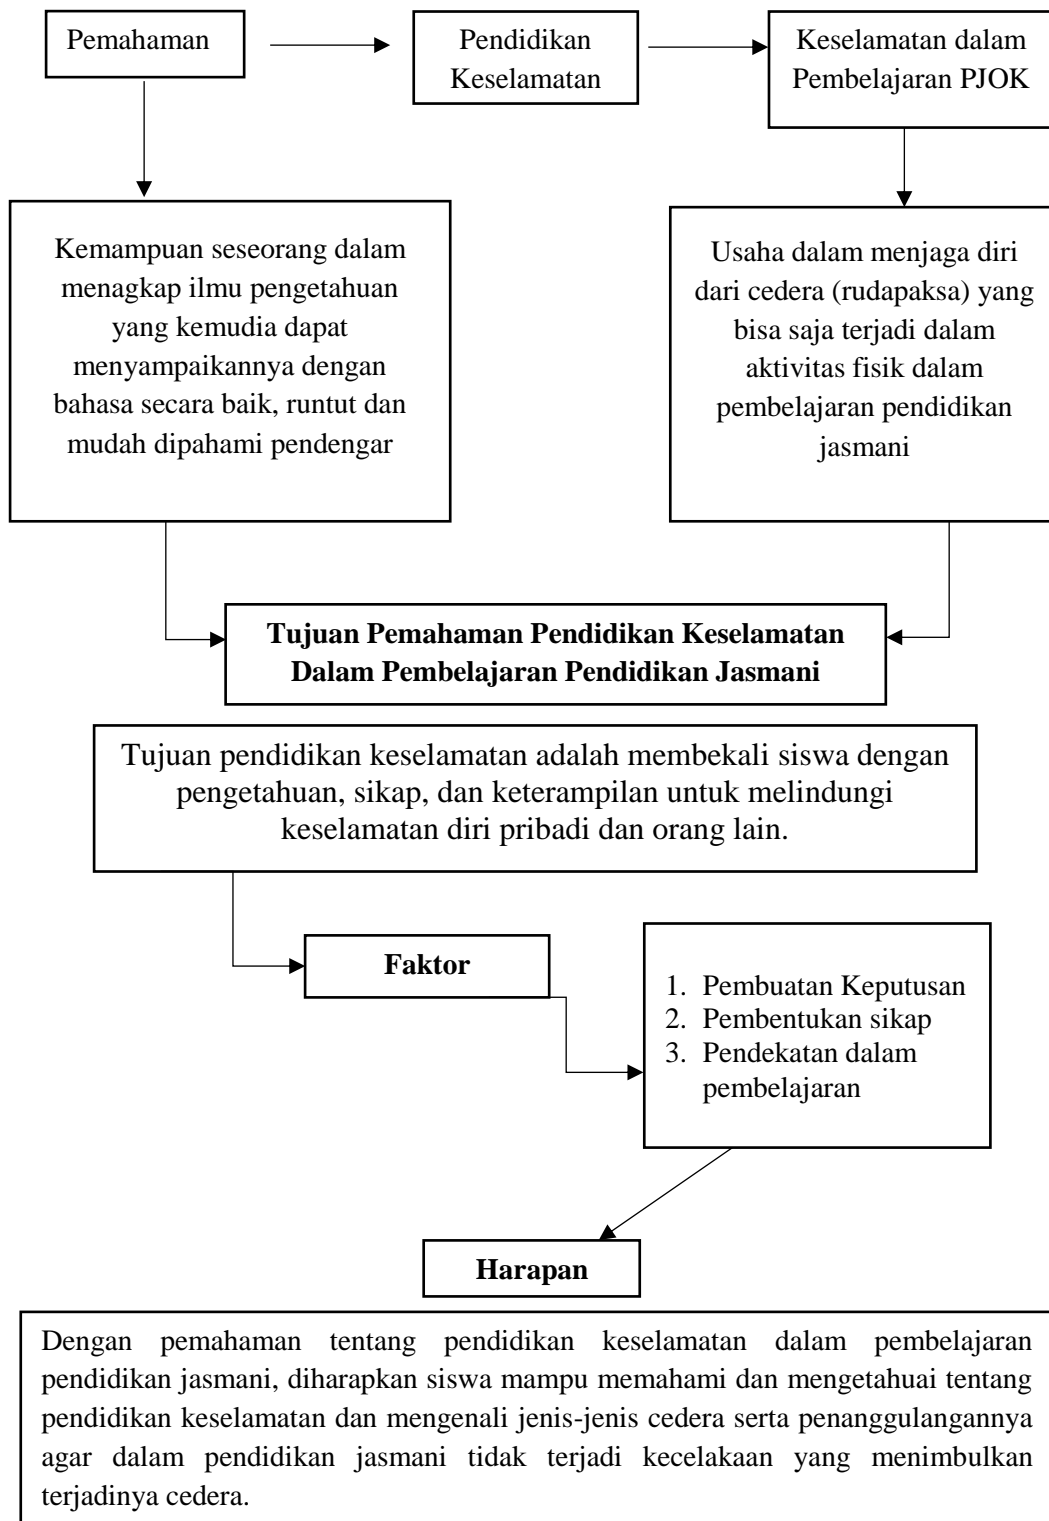 Pemahaman
Pendidikan
Keselamatan
Keselamatan dalam
Pembelajaran PJOK
Kemampuan seseorang dalam
menagkap ilmu pengetahuan
yang kemudia dapat
menyampaikannya dengan
bahasa secara baik, runtut dan
mudah dipahami pendengar
Usaha dalam menjaga diri
dari cedera (rudapaksa) yang
bisa saja terjadi dalam
aktivitas fisik dalam
pembelajaran pendidikan
jasmani
Tujuan Pemahaman Pendidikan Keselamatan
Dalam Pembelajaran Pendidikan Jasmani
Tujuan pendidikan keselamatan adalah membekali siswa dengan
pengetahuan, sikap, dan keterampilan untuk melindungi
keselamatan diri pribadi dan orang lain.
Faktor
1. Pembuatan Keputusan
2. Pembentukan sikap
3. Pendekatan dalam
pembelajaran
Harapan
Dengan pemahaman tentang pendidikan keselamatan dalam pembelajaran
pendidikan jasmani, diharapkan siswa mampu memahami dan mengetahuai tentang
pendidikan keselamatan dan mengenali jenis-jenis cedera serta penanggulangannya
agar dalam pendidikan jasmani tidak terjadi kecelakaan yang menimbulkan
terjadinya cedera.